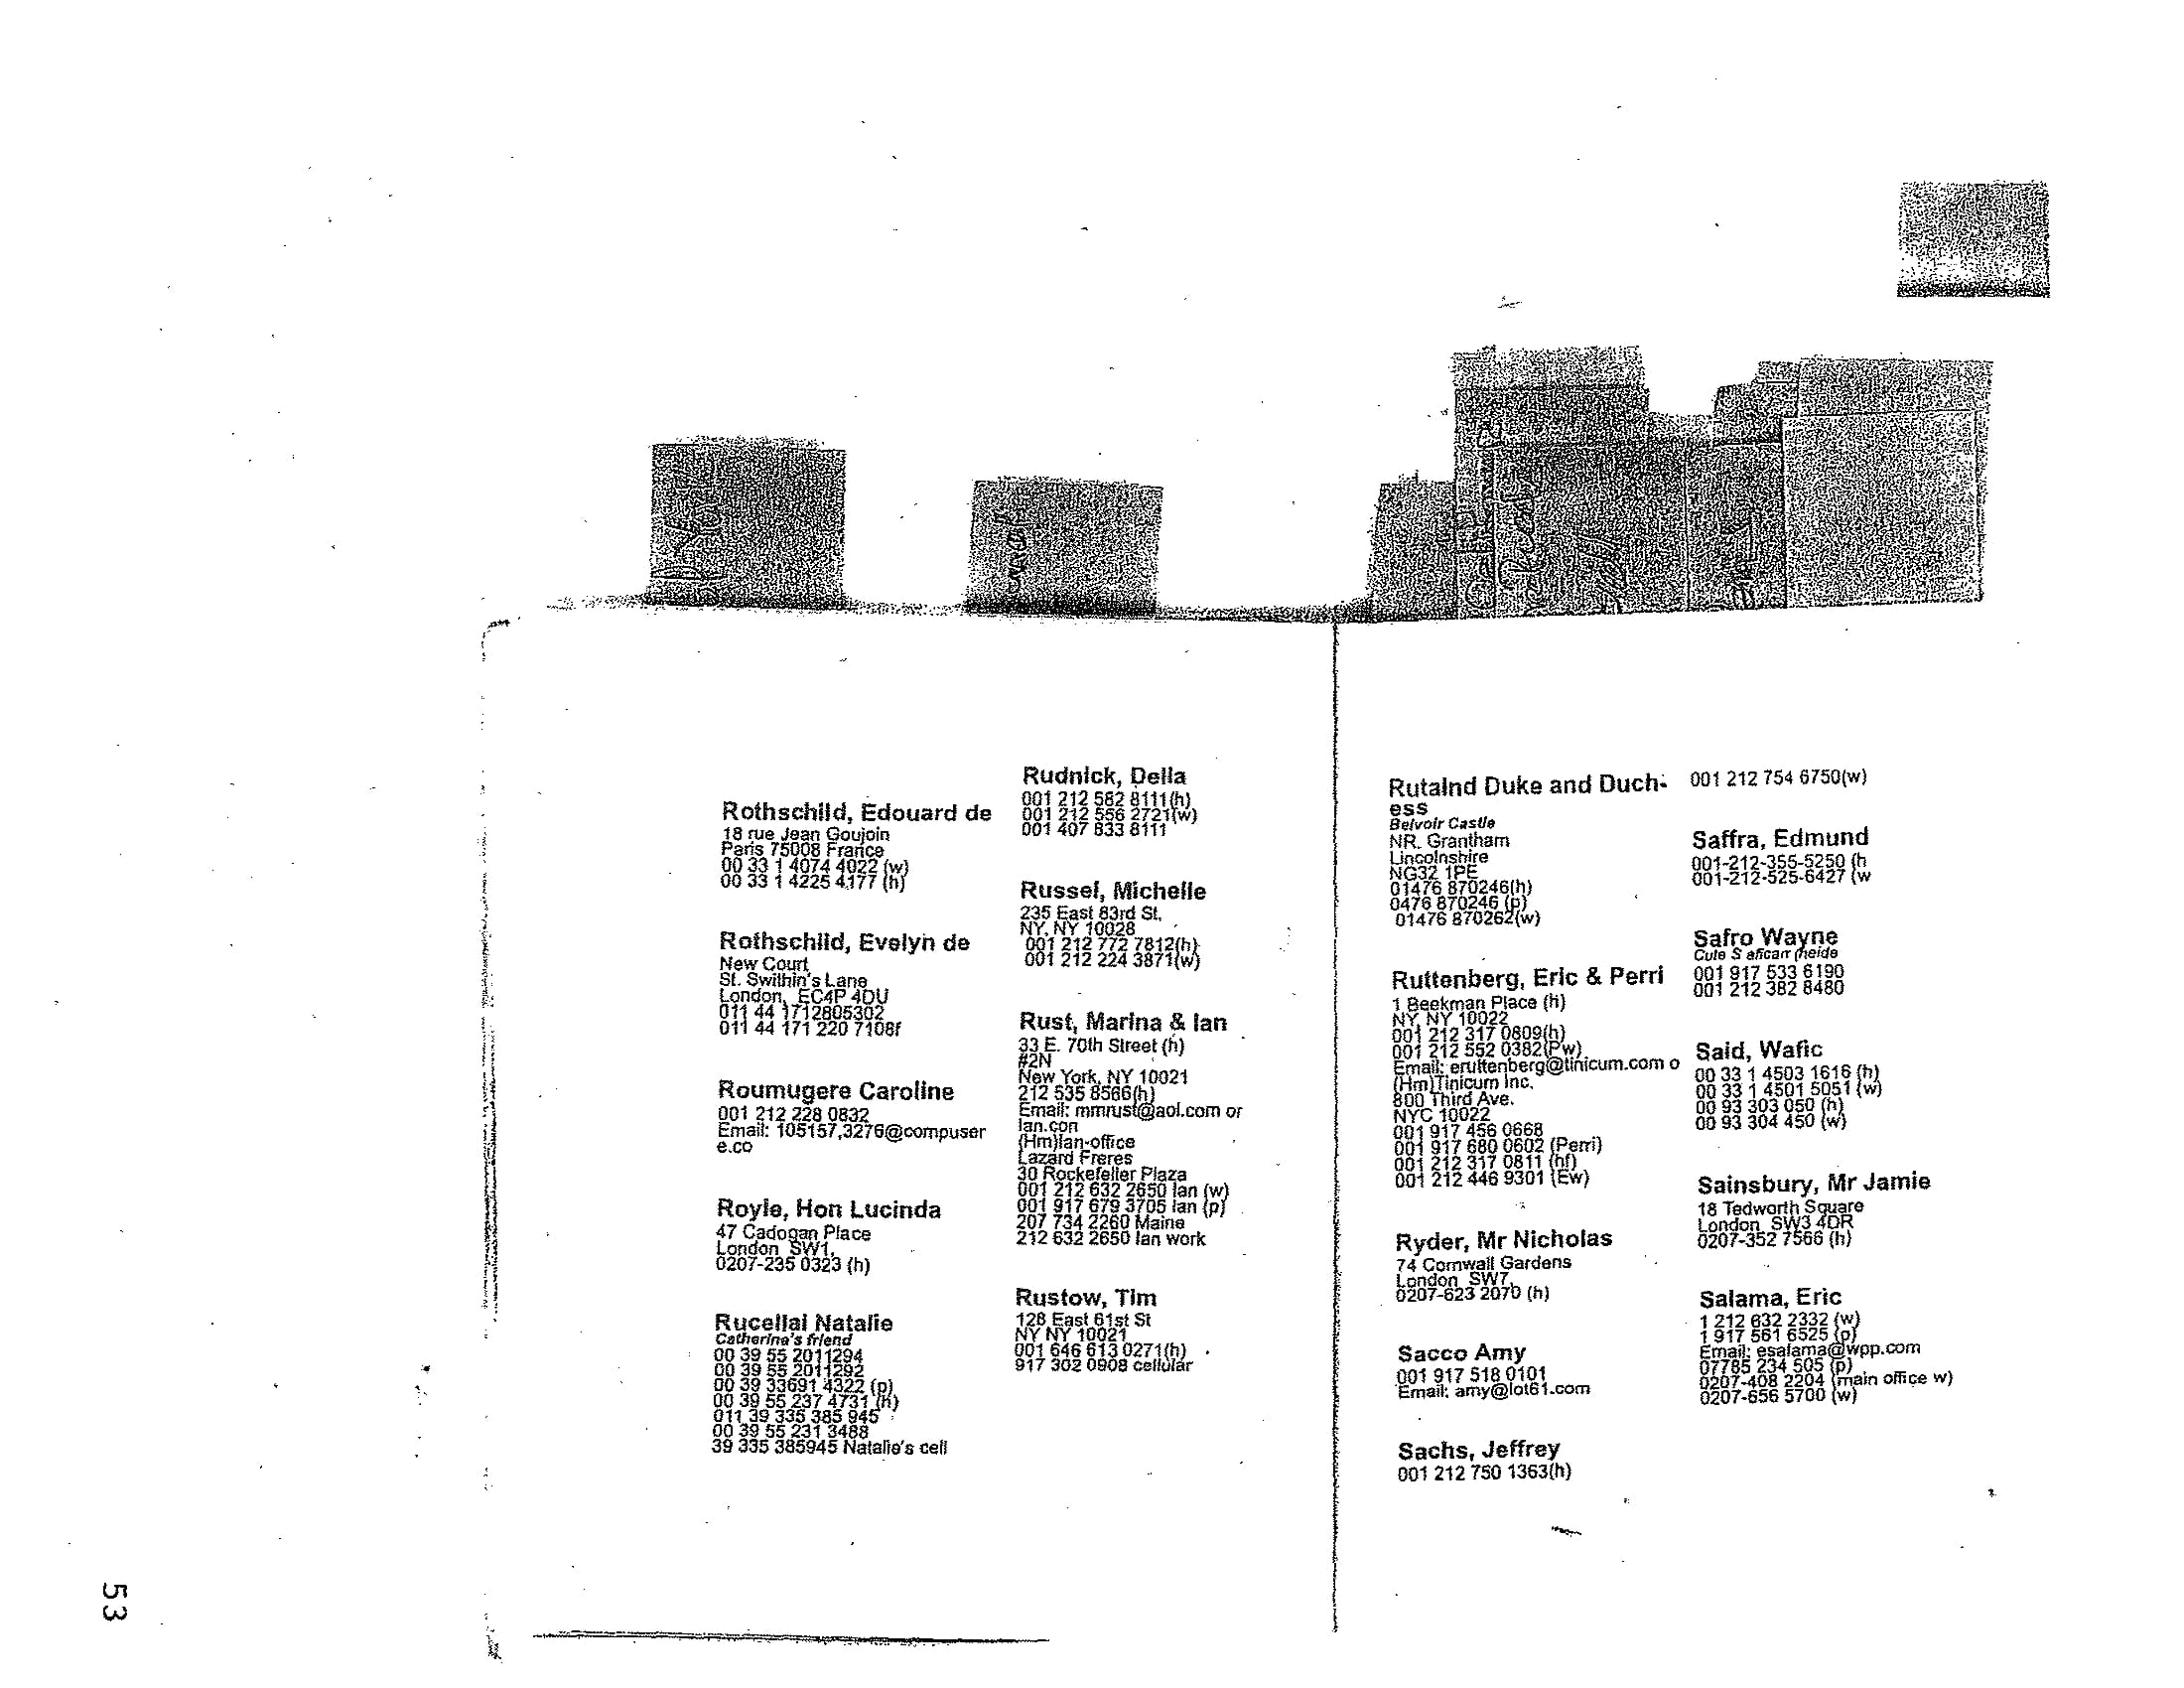 Rothschild, Edouard de
18 rue Jean Goujoin
Paris 75008 France
00 33 1 4074 4022 (w)
00 33 1 4225 4177 (h)
Rothschild, Evelyn de
New Court
St. Swithin's Lane
London, EC4P 4DU
011 44 1712805302
011 44 171 220 7108f
Roumugere Caroline
001 212 228 0832
Email: 105157,3276@compuser
e.co
Royle, Hon Lucinda
47 Cadogan Place
London SW1,
0207-235 0323 (h)
Rucellai Natalie
Catherine's friend
00 39 55 2011294
00 39 55 2011292
00 39 33691 4322 (p)
00 39 55 237 4731 (h)
011 39 335 385 945
00 39 55 231 3488
39 335 385945 Natalie's cell
Rudnick, Della
001 212 582 8111(h)
001 212 556 2721(w)
001 407 833 8111
Russel, Michelle
235 East 83rd St.
NY, NY 10028
001 212 772 7812(h)
001 212 224 3871(w)
Rust, Marina & Ian
33 E. 70th Street (h)
#2N
New York, NY 10021
212 535 8566(h)
Email: mmrust@aol.com or
Ian.con
(Hm)Ian-office
Lazard Freres
30 Rockefeller Plaza
001 212 632 2650 Ian (w)
001 917 679 3705 Ian (p)
207 734 2260 Maine
212 632 2650 Ian work
Rustow, Tim
128 East 61st St
NY NY 10021
001 646 613 0271(h)
917 302 0908 cellular
Rutalnd Duke and Duch-
ess
Belvoir Castle
NR. Grantham
Lincolnshire
NG32 1PE
01476 870246(h)
0476 870246 (p)
01476 870262(w)
Ruttenberg, Eric & Perri
1 Beekman Place (h)
NY NY 10022
001 212 317 0809(h)
001 212 552 0382(Pw)
Email: eruttenberg@tinicum.com o
(Hm)Tinicum Inc.
800 Third Ave.
NYC 10022
001 917 456 0668
001 917 680 0602 (Perri)
001 212 317 0811 (hf)
001 212 446 9301 (Ew)
Ryder, Mr Nicholas
74 Cornwall Gardens
London SW7,
0207-623 2070 (h)
Sacco Amy
001 917 518 0101
Email: amy@lot61.com
Sachs, Jeffrey
001 212 750 1363(h)
001 212 754 6750(w)
Saffra, Edmund
001-212-355-5250 (h
001-212-525-6427 (w
Safro Wayne
Cute S
001 917 533 6190
001 212 382 8480
Said, Wafic
00 33 1 4503 1616 (h)
00 33 1 4501 5051 (w)
00 93 303 050 (h)
00 93 304 450 (w)
Sainsbury, Mr Jamie
18 Tedworth Square
London SW3 4DR
0207-352 7566 (h)
Salama, Eric
1 212 632 2332 (w)
1 917 561 6525 (p)
Email: esalama@wpp.com
07785 234 505 (p)
0207-408 2204 (main office w)
0207-656 5700 (w)
53